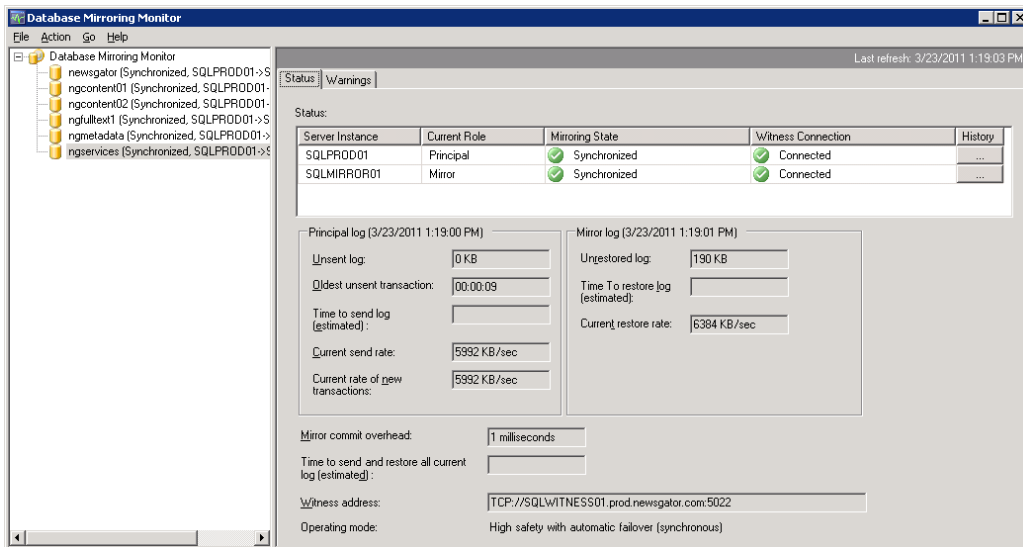 Database Mirroring Monitor
File Action Go Help
Database Mirroring Monitor
newsgator (Synchronized, SQLPROD01->S
ngcontent01 (Synchronized, SQLPROD01-
ngcontent02 (Synchronized, SQLPROD01-
ngfulltext1 (Synchronized, SQLPROD01->S
ngmetadata (Synchronized, SQLPROD01->
ngservices (Synchronized, SQLPROD01->S
Last refresh: 3/23/2011 1:19:03 PM
Status Warnings
Status:
Server Instance Current Role Mirroring State Witness Connection History
SQLPROD01 Principal Synchronized Connected ...
SQLMIRROR01 Mirror Synchronized Connected ...
Principal log (3/23/2011 1:19:00 PM)
Unsent log: 0 KB
Oldest unsent transaction: 00:00:09
Time to send log
(estimated) :
Current send rate: 5992 KB/sec
Current rate of new
transactions: 5992 KB/sec
Mirror log (3/23/2011 1:19:01 PM)
Unrestored log: 190 KB
Time To restore log
(estimated):
Current restore rate: 6384 KB/sec
Mirror commit overhead: 1 milliseconds
Time to send and restore all current
log (estimated) :
Witness address: TCP://SQLWITNESS01.prod.newsgator.com:5022
Operating mode: High safety with automatic failover (synchronous)